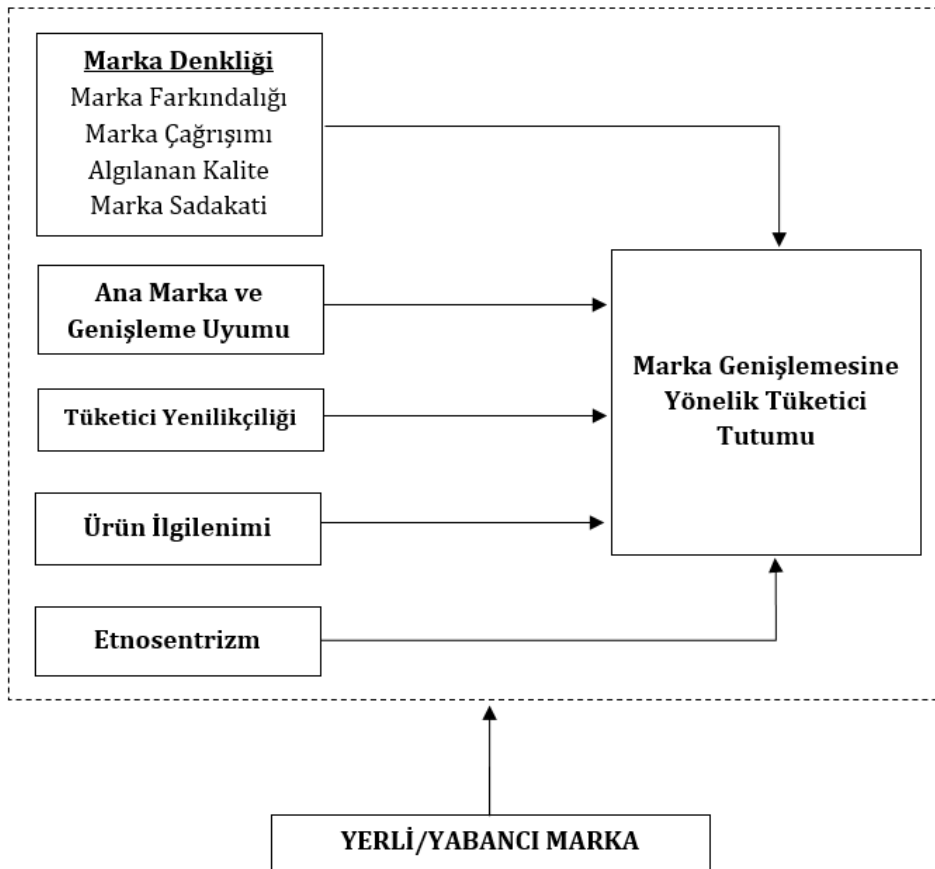 Marka Denkliği
Marka Farkındalığı
Marka Çağrışımı
Algılanan Kalite
Marka Sadakati
Ana Marka ve
Genişleme Uyumu
Tüketici Yenilikçiliği
Ürün İlgilenimi
Etnosentrizm
Marka Genişlemesine
Yönelik Tüketici
Tutumu
YERLİ/YABANCI MARKA